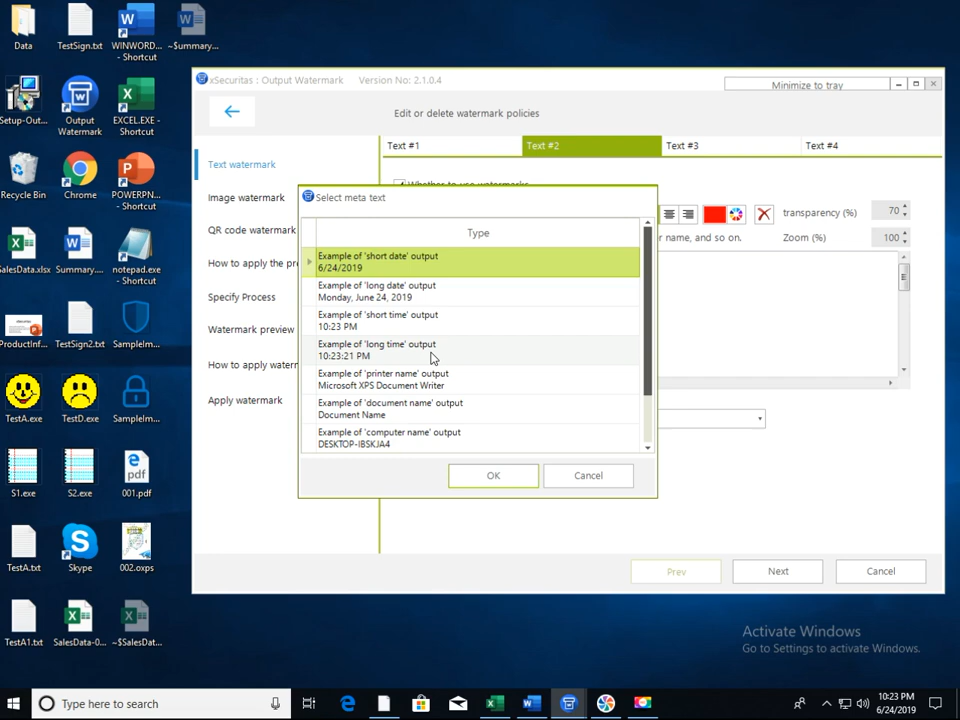 Data
TestSign.txt
WINWORD...
- Shortcut
~$Summary...
Setup-Out...
Output
Watermark
EXCEL.EXE -
Shortcut
Recycle Bin
Chrome
POWERPN...
- Shortcut
SalesData.xlsx
Summary....
notepad.exe
- Shortcut
ProductInf...
TestSign2.txt
SampleIm...
TestA.exe
TestD.exe
SampleIm...
S1.exe
S2.exe
001.pdf
TestA.txt
Skype
002.oxps
TestA1.txt
SalesData-0...
~$SalesDat...
xSecuritas : Output Watermark Version No: 2.1.0.4
Minimize to tray
Edit or delete watermark policies
Text watermark
Image watermark
QR code watermark
How to apply the pre
Specify Process
Watermark preview
How to apply watern
Apply watermark
Text #1
Text #2
Text #3
Text #4
Whether to use watermarks
transparency (%)
70
r name, and so on.
Zoom (%)
100
Select meta text
Type
Example of 'short date' output
6/24/2019
Example of 'long date' output
Monday, June 24, 2019
Example of 'short time' output
10:23 PM
Example of 'long time' output
10:23:21 PM
Example of 'printer name' output
Microsoft XPS Document Writer
Example of 'document name' output
Document Name
Example of 'computer name' output
DESKTOP-IBSKJA4
OK
Cancel
Prev
Next
Cancel
Activate Windows
Go to Settings to activate Windows.
Type here to search
10:23 PM
6/24/2019